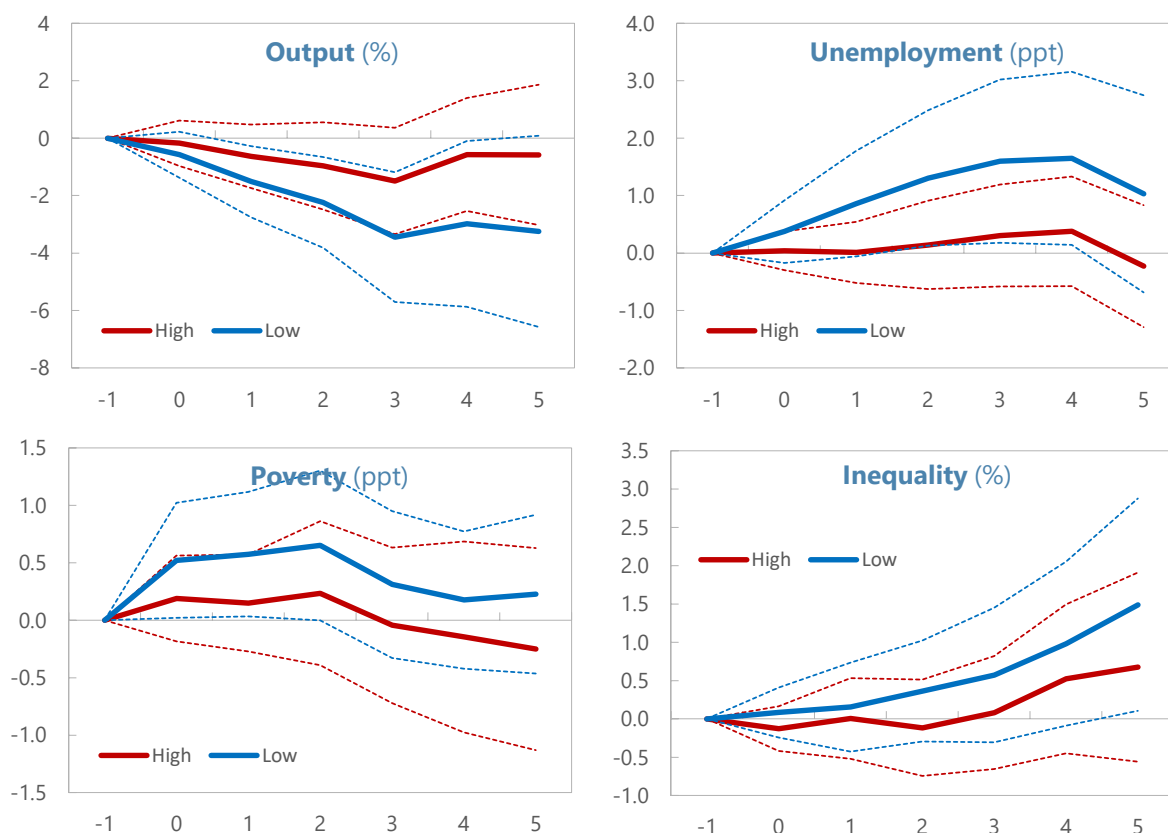 Output (%)
4
2
0
-2
-4
-6
-8
High
Low
-1 0 1 2 3 4 5
Unemployment (ppt)
4.0
3.0
2.0
1.0
0.0
-1.0
-2.0
High
Low
-1 0 1 2 3 4 5
Poverty (ppt)
1.5
1.0
0.5
0.0
-0.5
-1.0
-1.5
High
Low
-1 0 1 2 3 4 5
Inequality (%)
3.5
3.0
2.5
2.0
1.5
1.0
0.5
0.0
-0.5
-1.0
High
Low
-1 0 1 2 3 4 5